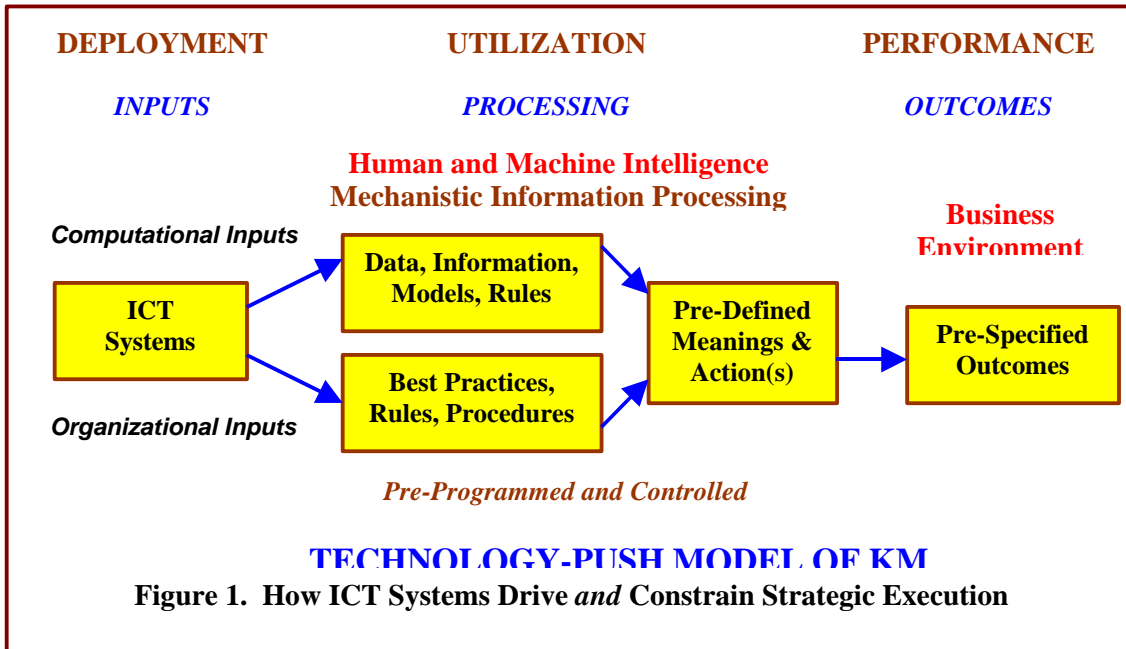 DEPLOYMENT UTILIZATION PERFORMANCE
INPUTS PROCESSING OUTCOMES
Human and Machine Intelligence
Mechanistic Information Processing
Business
Environment
Computational Inputs
Data, Information,
Models, Rules
ICT
Systems
Pre-Defined
Meanings &
Action(s)
Pre-Specified
Outcomes
Best Practices,
Rules, Procedures
Organizational Inputs
Pre-Programmed and Controlled
TECHNOLOGY-PUSH MODEL OF KM
Figure 1. How ICT Systems Drive and Constrain Strategic Execution